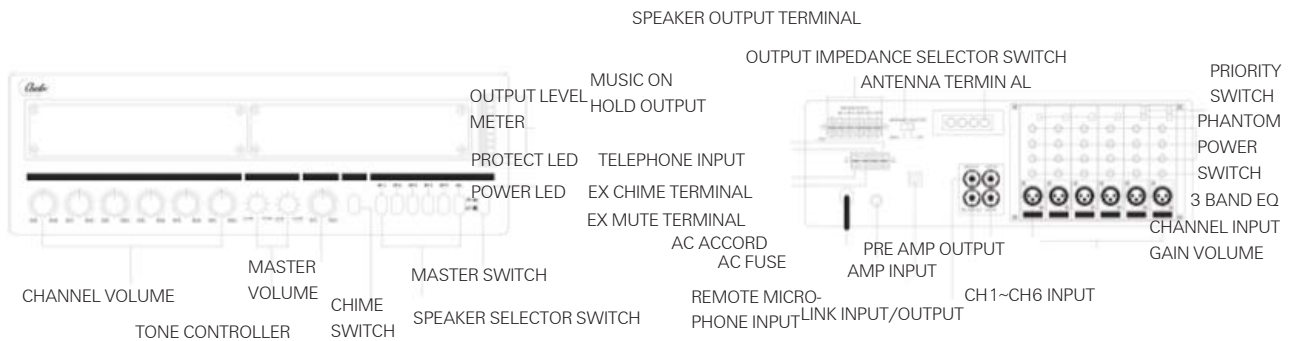 SPEAKER OUTPUT TERMINAL
OUTPUT IMPEDANCE SELECTOR SWITCH
ANTENNA TERMIN AL
PRIORITY
SWITCH
PHANTOM
POWER
SWITCH
3 BAND EQ
CHANNEL INPUT
GAIN VOLUME
OUTPUT LEVEL
METER
PROTECT LED
POWER LED
MUSIC ON
HOLD OUTPUT
TELEPHONE INPUT
EX CHIME TERMINAL
EX MUTE TERMINAL
AC ACCORD
AC FUSE
PRE AMP OUTPUT
AMP INPUT
REMOTE MICRO-
PHONE INPUT
LINK INPUT/OUTPUT
CH1~CH6 INPUT
CHANNEL VOLUME
TONE CONTROLLER
MASTER
VOLUME
CHIME
SWITCH
MASTER SWITCH
SPEAKER SELECTOR SWITCH